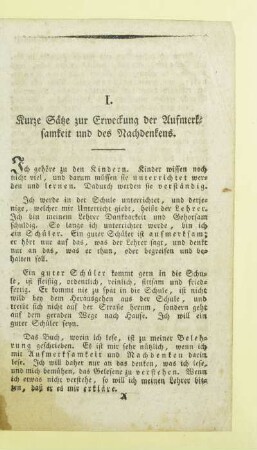 I.
Kurze Sätze zur Erweckung der Aufmerk-
samkeit und des Nachdenkens.
Ich gehöre zu den Kindern. Kinder wissen noch
nicht viel, und darum müssen sie unterrichtet wer-
den und lernen. Dadurch werden sie verständig.
Ich werde in der Schule unterrichtet, und derje-
nige, welcher mir Unterricht giebt, heißt der Lehrer.
Ich bin meinem Lehrer Dankbarkeit und Gehorsam
schuldig. So lange ich unterrichtet werde, bin ich
ein Schüler. Ein guter Schüler ist aufmerksam;
er hört nur auf das, was der Lehrer sagt, und denkt
nur an das, was er thun, oder begreifen und be-
halten soll.
Ein guter Schüler kommt gern in die Schu-
le, ist fleißig, ordentlich, reinlich, sittsam und fried-
fertig. Er kommt nie zu spät in die Schule, ist nicht
wild bey dem Herausgehen aus der Schule, und
treibt sich nicht auf der Straße herum, sondern geht
auf dem geraden Wege nach Hause. Ich will ein
guter Schüler seyn.
Das Buch, worin ich lese, ist zu meiner Beleh-
rung geschrieben. Es ist mir sehr nützlich, wenn ich
mit Aufmerksamkeit und Nachdenken darin
lese. Ich will daher nur an das denken, was ich lese,
und mich bemühen, das Gelesene zu verstehen. Wenn
ich etwas nicht verstehe, so will ich meinen Lehrer bit-
ten, daß er es mir erkläre.
A